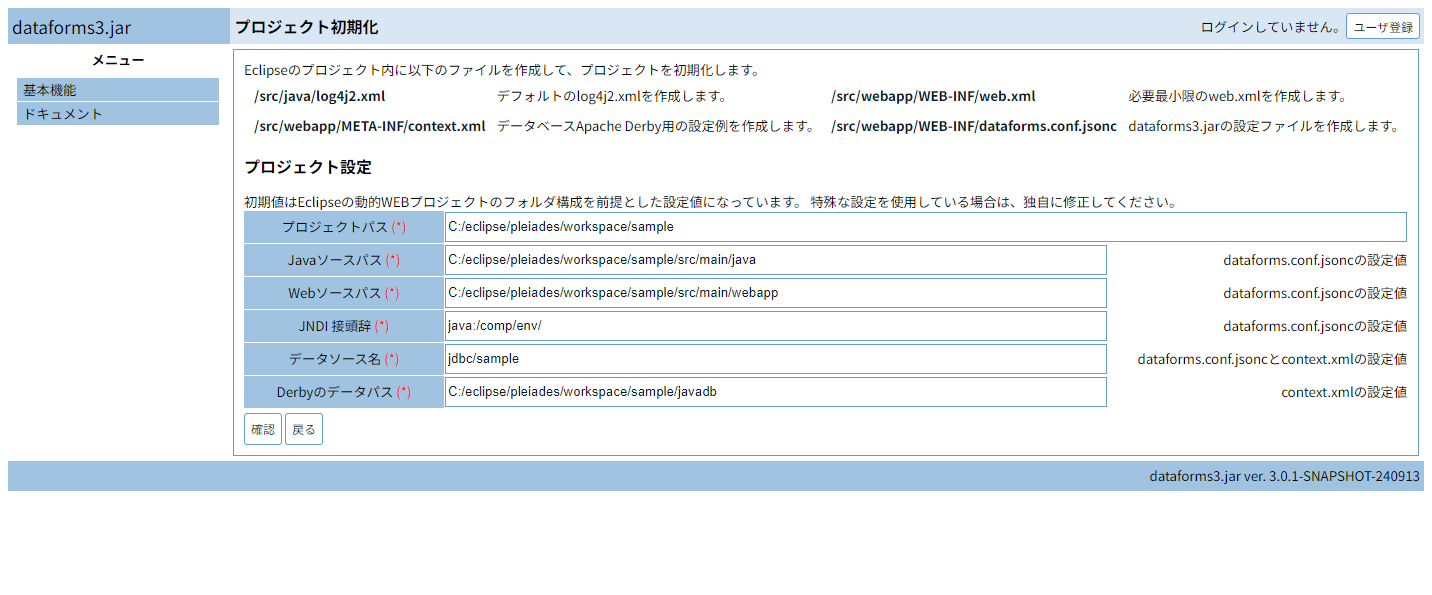 dataforms3.jar
プロジェクト初期化
ログインしていません。 ユーザ登録
メニュー
基本機能
ドキュメント
Eclipseのプロジェクト内に以下のファイルを作成して、プロジェクトを初期化します。
/src/java/log4j2.xml デフォルトのlog4j2.xmlを作成します。 /src/webapp/WEB-INF/web.xml 必要最小限のweb.xmlを作成します。
/src/webapp/META-INF/context.xml データベースApache Derby用の設定例を作成します。 /src/webapp/WEB-INF/dataforms.conf.jsonc dataforms3.jarの設定ファイルを作成します。
プロジェクト設定
初期値はEclipseの動的WEBプロジェクトのフォルダ構成を前提とした設定値になっています。 特殊な設定を使用している場合は、独自に修正してください。
プロジェクトパス (*) C:/eclipse/pleiades/workspace/sample
Javaソースパス (*) C:/eclipse/pleiades/workspace/sample/src/main/java dataforms.conf.jsoncの設定値
Webソースパス (*) C:/eclipse/pleiades/workspace/sample/src/main/webapp dataforms.conf.jsoncの設定値
JNDI 接頭辞 (*) java:/comp/env/ dataforms.conf.jsoncの設定値
データソース名 (*) jdbc/sample dataforms.conf.jsoncとcontext.xmlの設定値
Derbyのデータパス (*) C:/eclipse/pleiades/workspace/sample/javadb context.xmlの設定値
確認 戻る
dataforms3.jar ver. 3.0.1-SNAPSHOT-240913